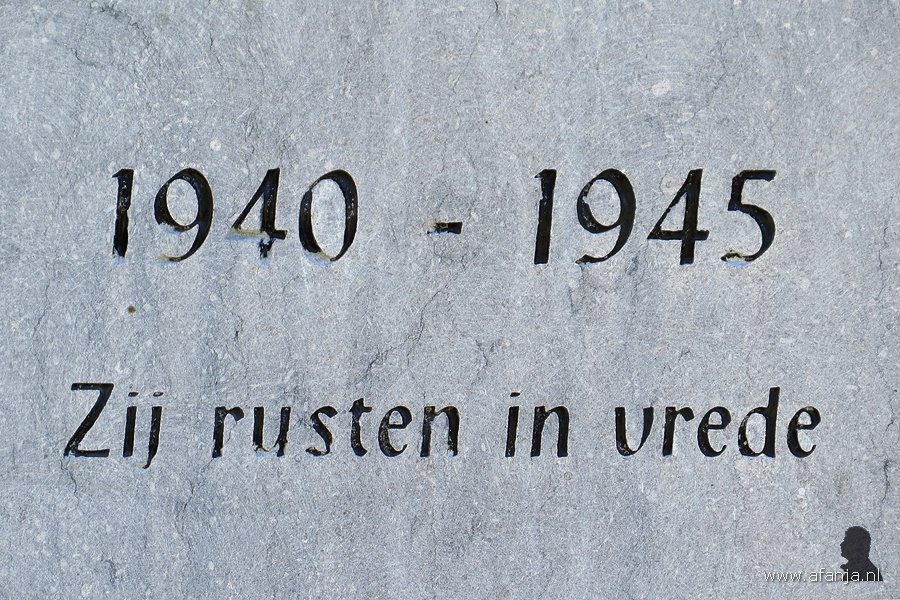 1940 - 1945
Zij rusten in vrede
www.afanja.nl